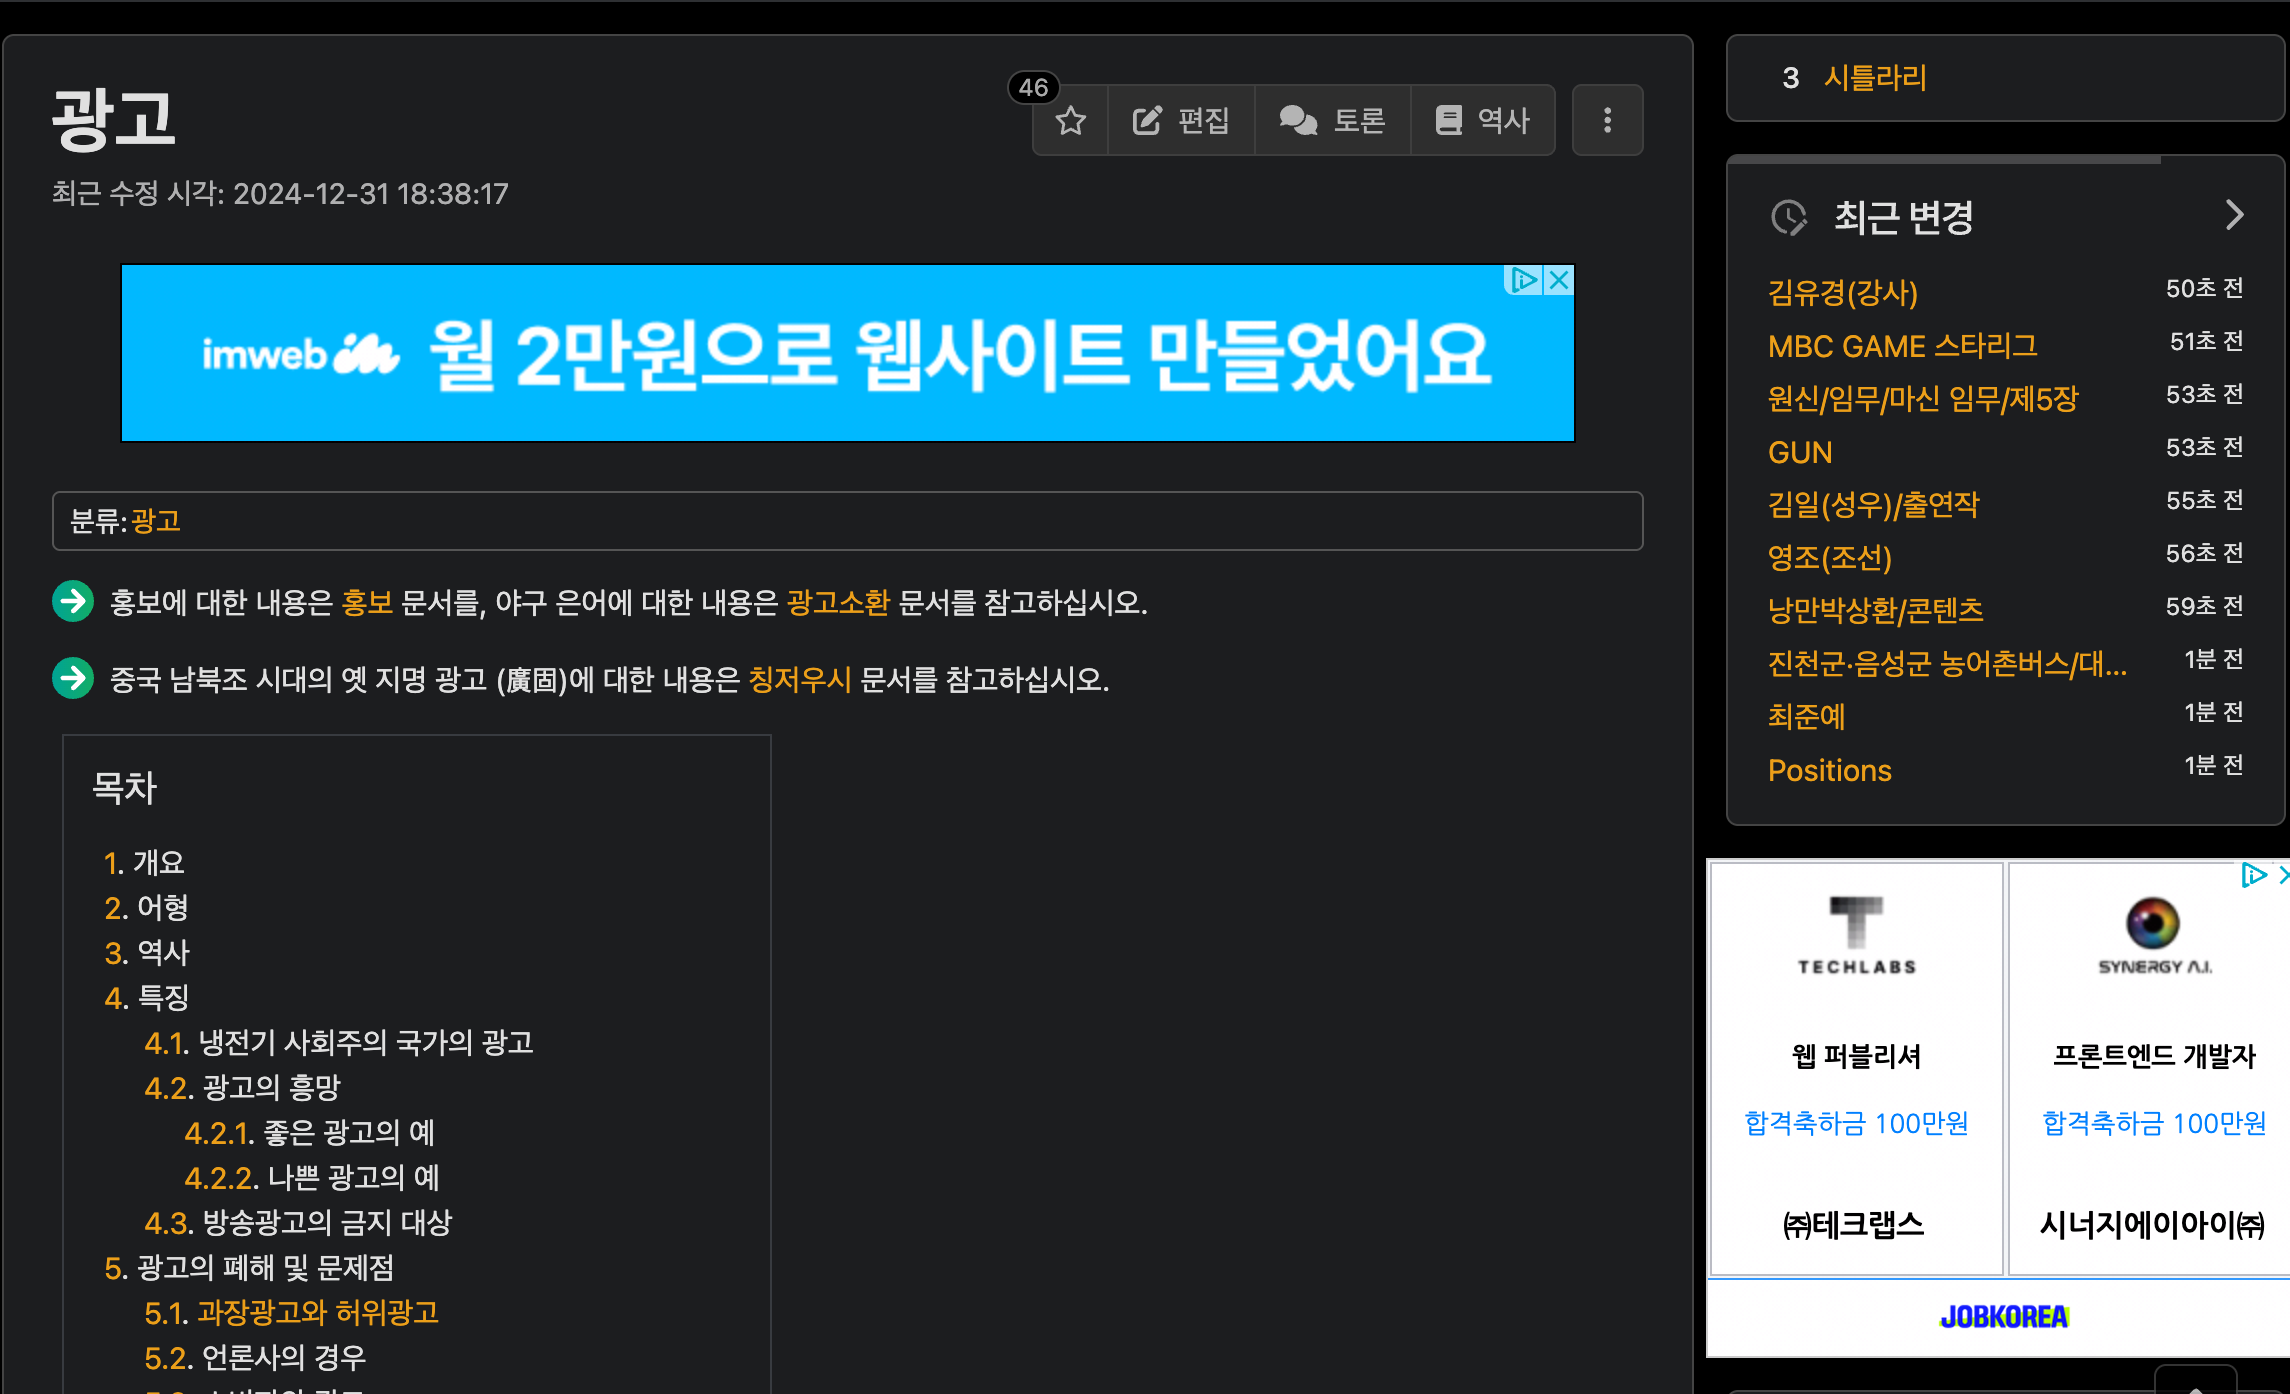 광고
46
편집
토론
역사
최근 수정 시각: 2024-12-31 18:38:17
imweb 월 2만원으로 웹사이트 만들었어요
분류: 광고
홍보에 대한 내용은 홍보 문서를, 야구 은어에 대한 내용은 광고소환 문서를 참고하십시오.
중국 남북조 시대의 옛 지명 광고 (廣固)에 대한 내용은 칭저우시 문서를 참고하십시오.
목차
1. 개요
2. 어형
3. 역사
4. 특징
4.1. 냉전기 사회주의 국가의 광고
4.2. 광고의 흥망
4.2.1. 좋은 광고의 예
4.2.2. 나쁜 광고의 예
4.3. 방송광고의 금지 대상
5. 광고의 폐해 및 문제점
5.1. 과장광고와 허위광고
5.2. 언론사의 경우
3 시틀라리
최근 변경
김유경(강사) 50초 전
MBC GAME 스타리그 51초 전
원신/임무/마신 임무/제5장 53초 전
GUN 53초 전
김일(성우)/출연작 55초 전
영조(조선) 56초 전
낭만박상환/콘텐츠 59초 전
진천군·음성군 농어촌버스/대... 1분 전
최준예 1분 전
Positions 1분 전
TECHLABS
웹 퍼블리셔
합격축하금 100만원
㈜테크랩스
SYNERGY A.I.
프론트엔드 개발자
합격축하금 100만원
시너지에이아이㈜
JOBKOREA